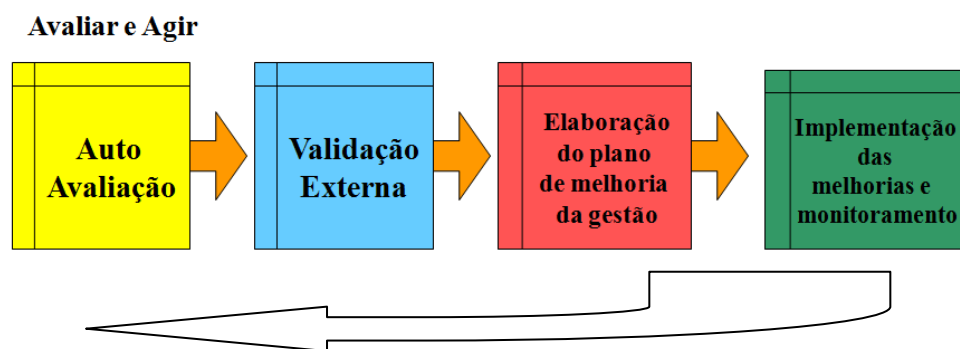 Avaliar e Agir
Auto
Avaliação
Validação
Externa
Elaboração
do plano
de melhoria
da gestão
Implementação
das
melhorias e
monitoramento